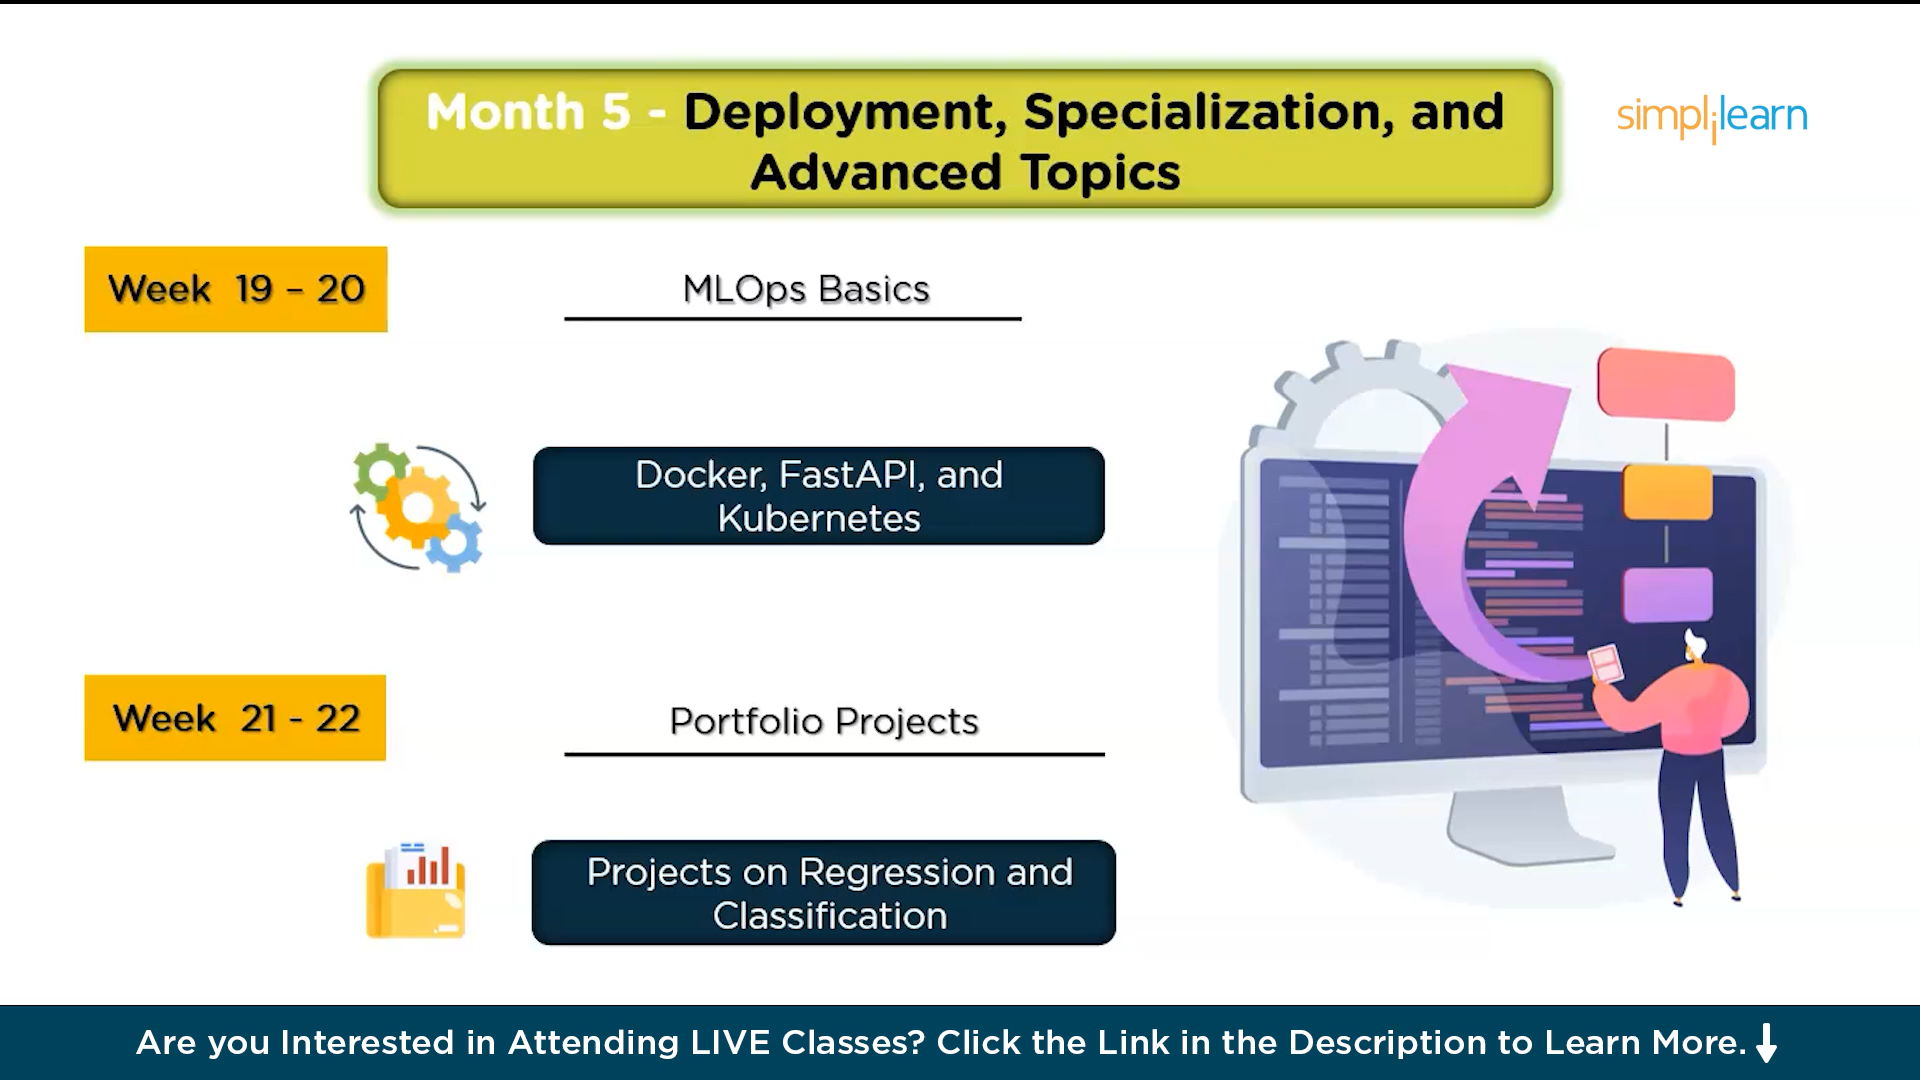 Month 5 - Deployment, Specialization, and
Advanced Topics
simplilearn
Week 19 – 20
MLOps Basics
Docker, FastAPI, and
Kubernetes
Week 21 - 22
Portfolio Projects
Projects on Regression and
Classification
Are you Interested in Attending LIVE Classes? Click the Link in the Description to Learn More.